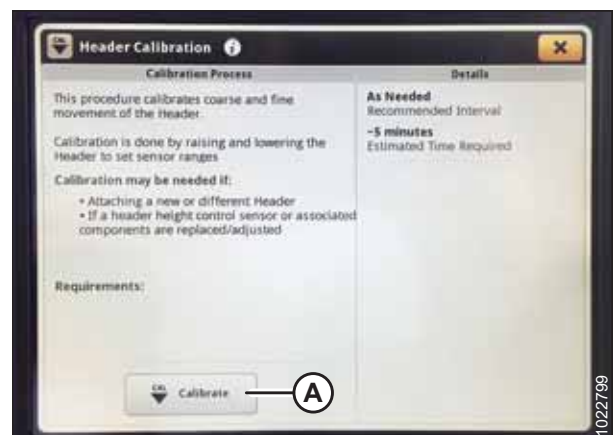 Header Calibration
Calibration Process
Details
This procedure calibrates coarse and fine
movement of the Header.
Calibration is done by raising and lowering the
Header to set sensor ranges
Calibration may be needed if:
• Attaching a new or different Header
• If a header height control sensor or associated
components are replaced/adjusted
Requirements:
As Needed
Recommended Interval
~5 minutes
Estimated Time Required
CAL
Calibrate
A
1022799